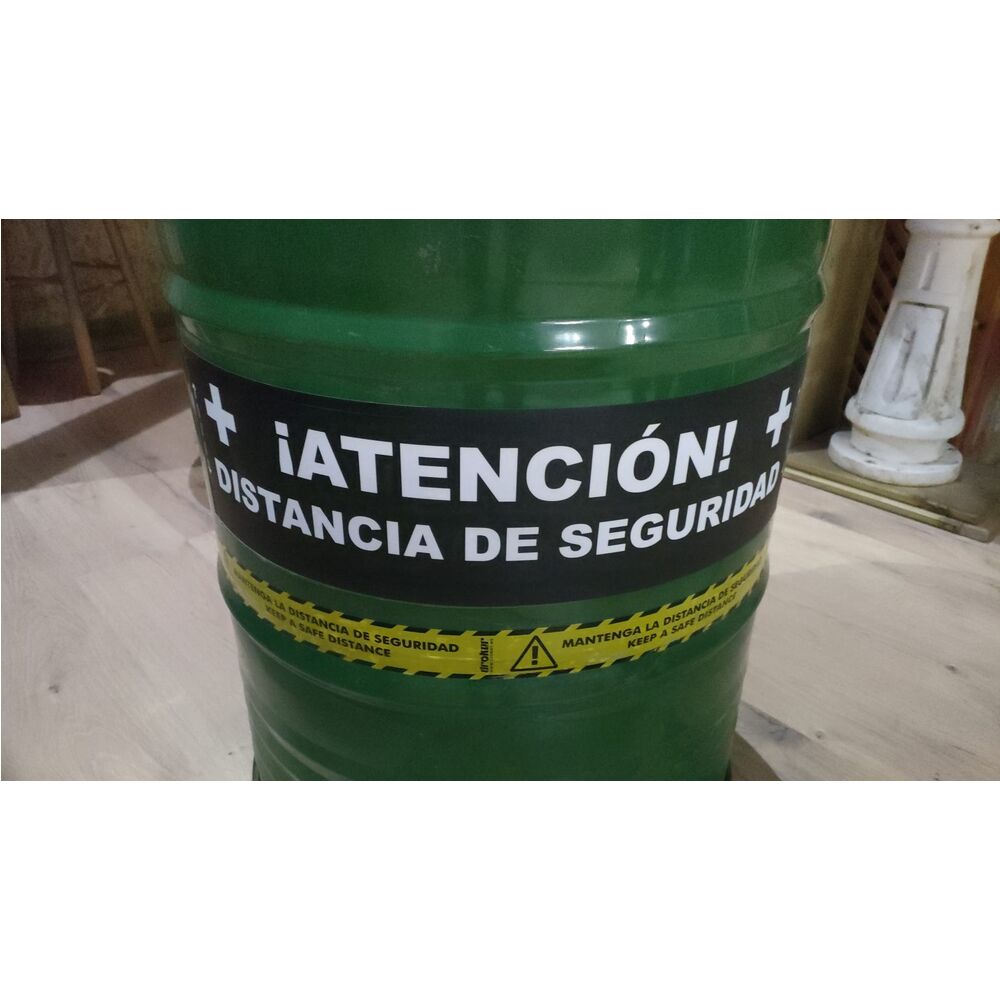 ¡ATENCIÓN!
DISTANCIA DE SEGURIDAD
MANTENGA LA DISTANCIA DE SEGURIDAD
KEEP A SAFE DISTANCE
MANTENGA LA DISTANCIA DE SEGURIDAD
KEEP A SAFE DISTANCE